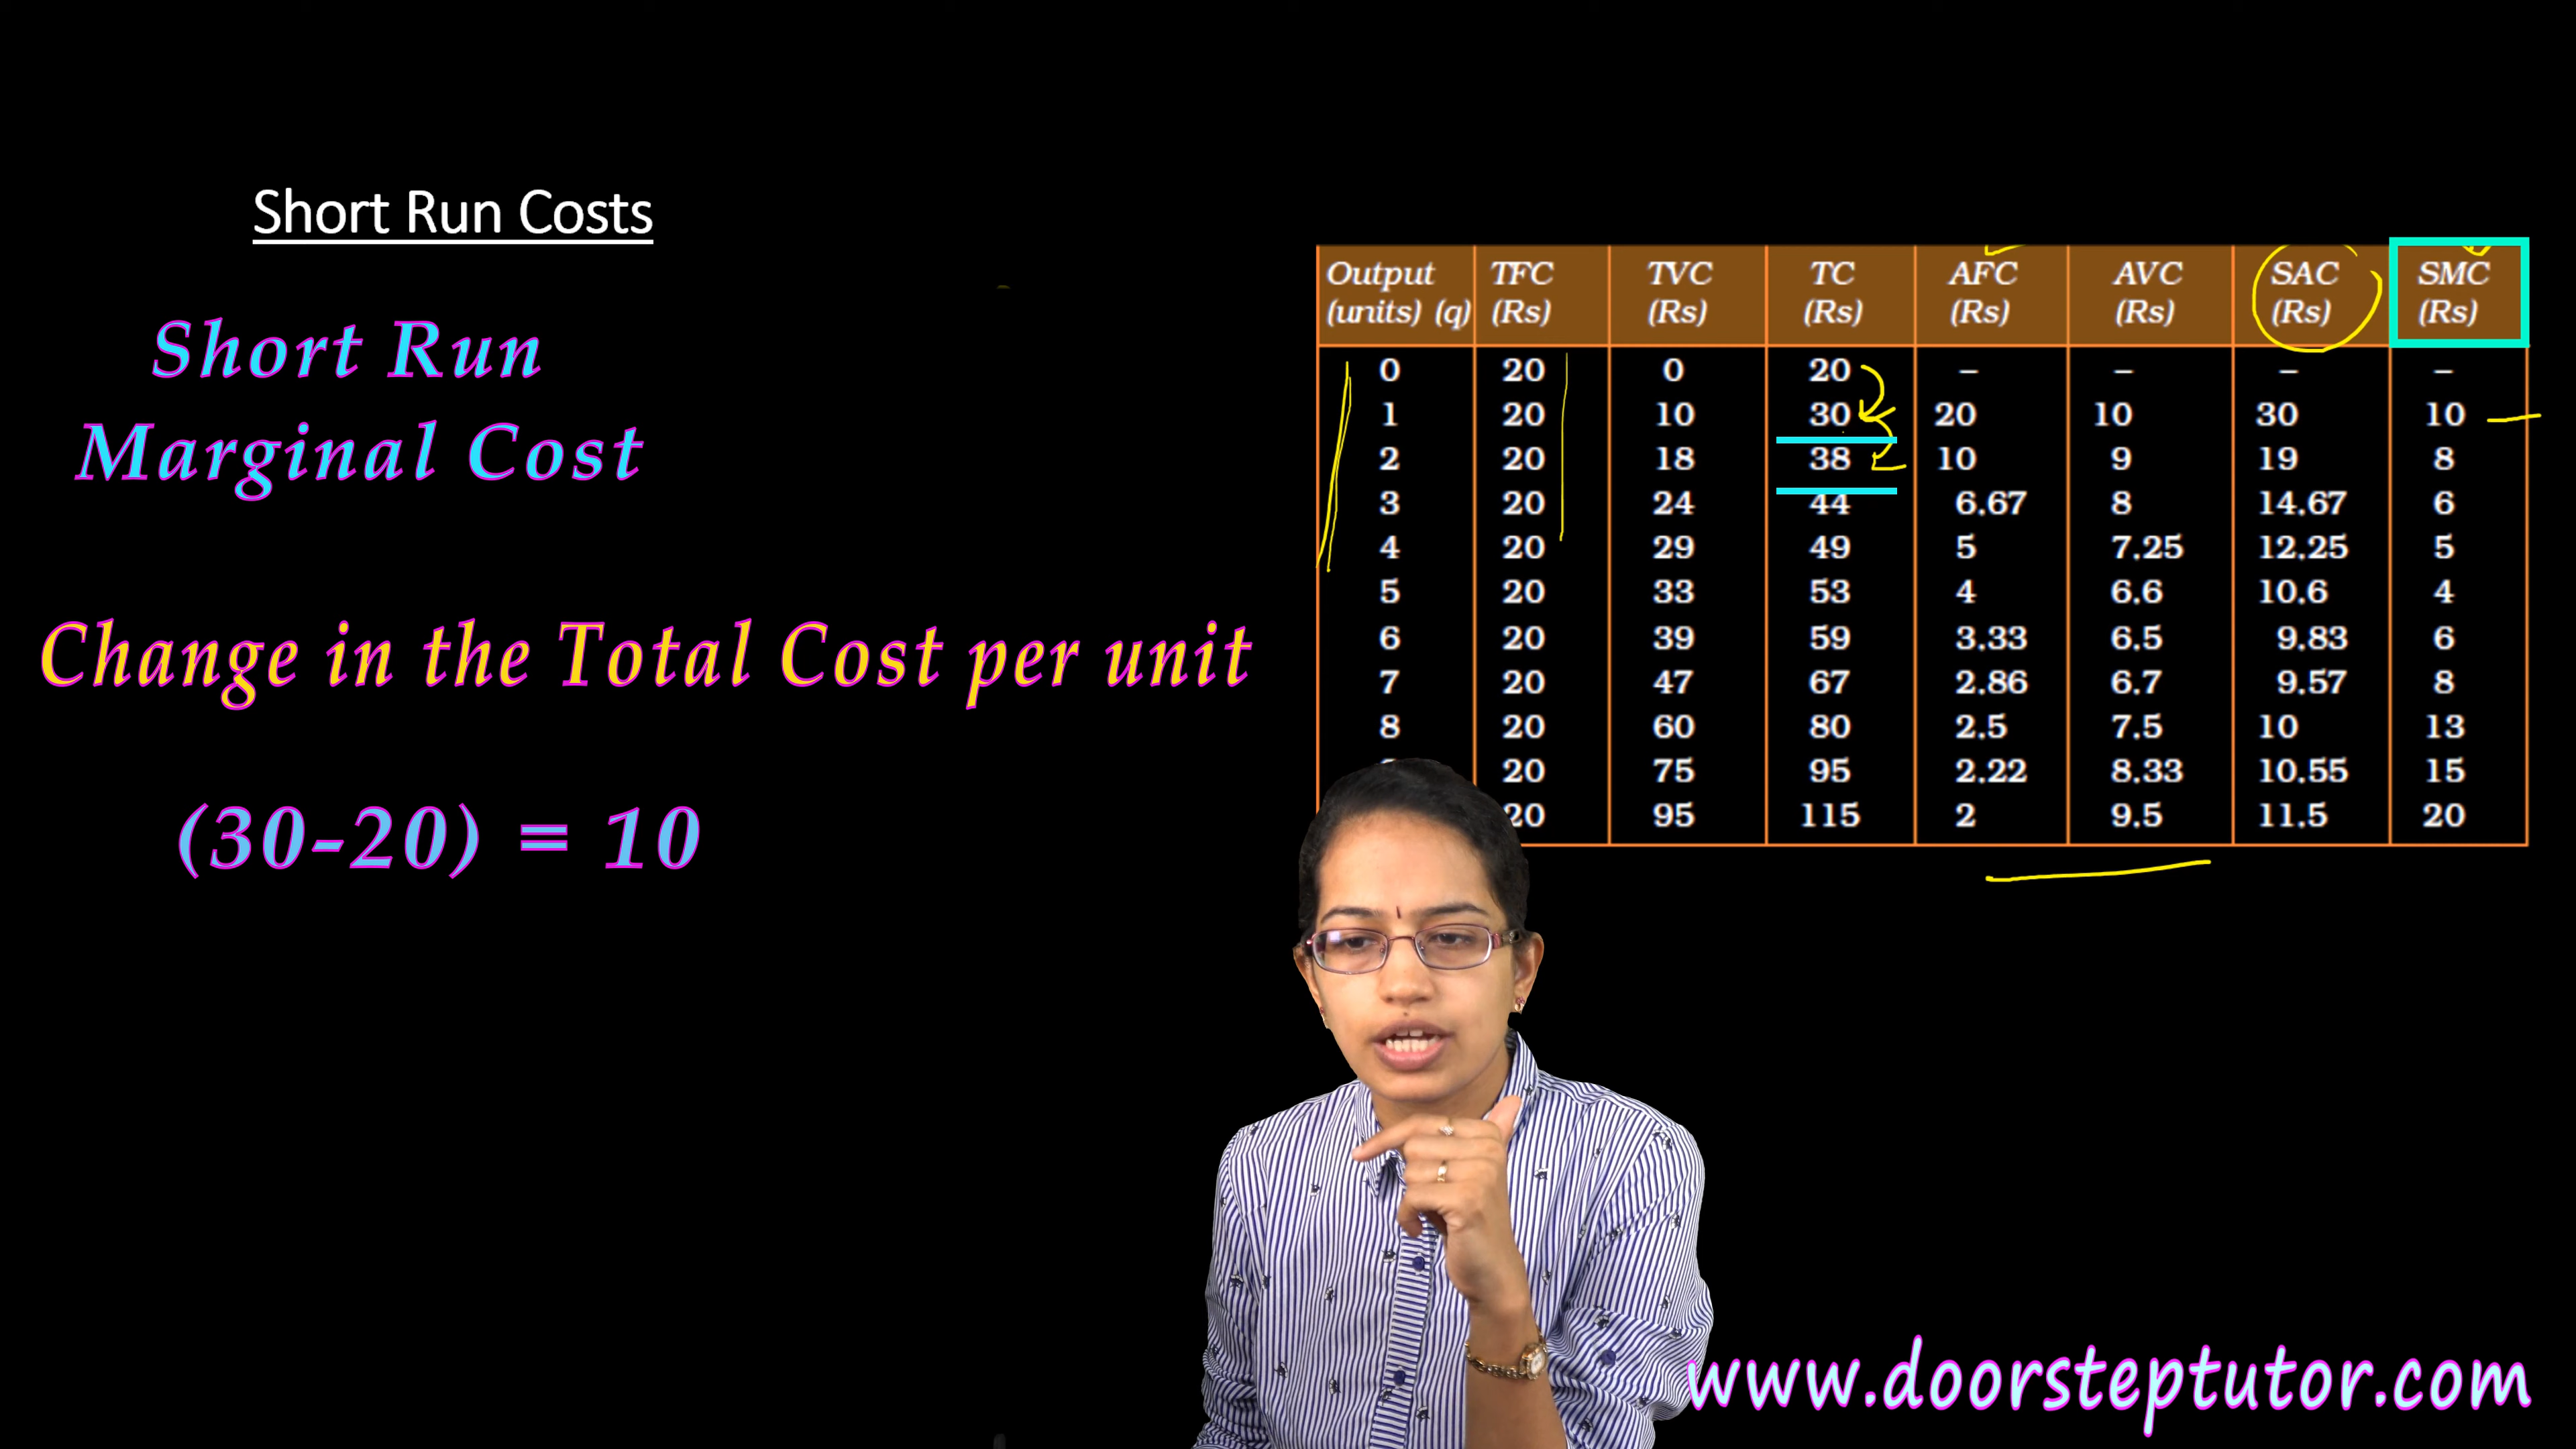 Short Run Costs
Short Run
Marginal Cost
Change in the Total Cost per unit
(30-20) = 10
Output (units) (q) TFC (Rs) TVC (Rs) TC (Rs) AFC (Rs) AVC (Rs) SAC (Rs) SMC (Rs)
0 20 0 20 – – – –
1 20 10 30 20 10 30 10
2 20 18 38 10 9 19 8
3 20 24 44 6.67 8 14.67 6
4 20 29 49 5 7.25 12.25 5
5 20 33 53 4 6.6 10.6 4
6 20 39 59 3.33 6.5 9.83 6
7 20 47 67 2.86 6.7 9.57 8
8 20 60 80 2.5 7.5 10 13
20 75 95 2.22 8.33 10.55 15
20 95 115 2 9.5 11.5 20
www.doorsteptutor.com